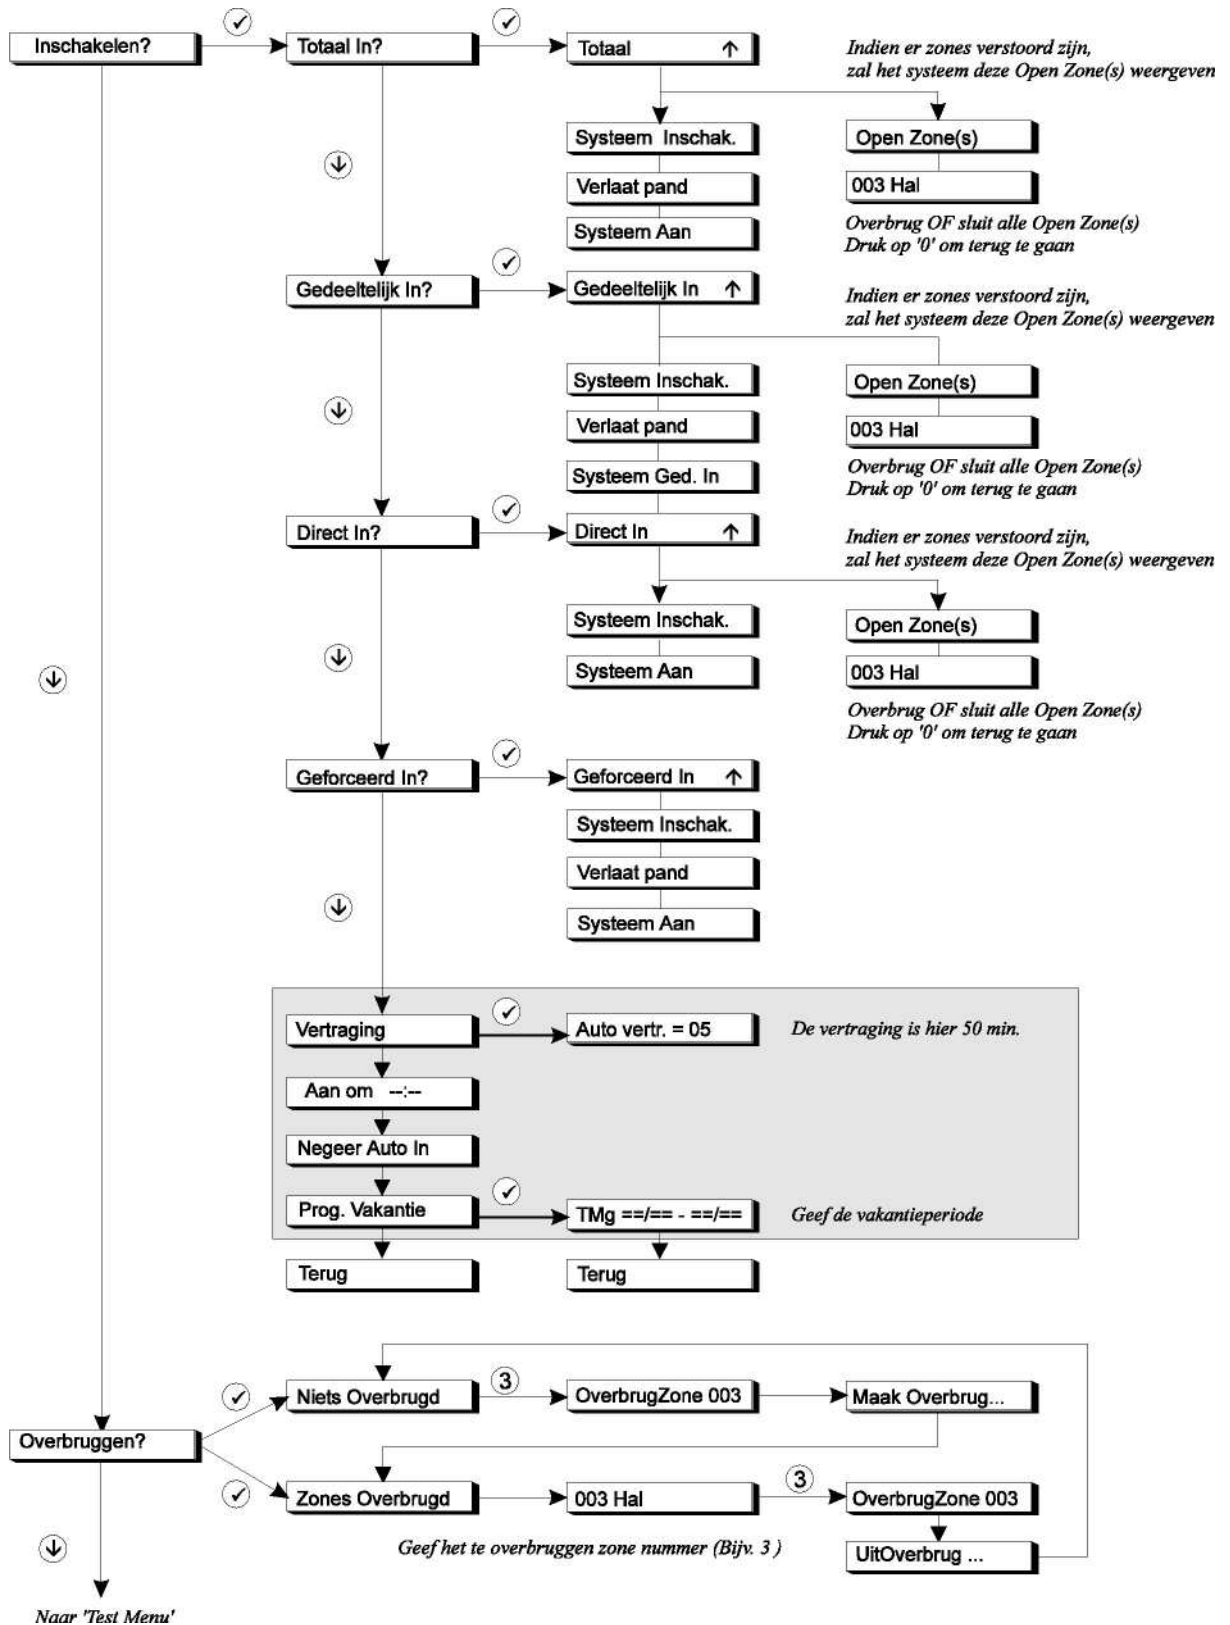 Inschakelen?
Totaal In?
Totaal ↑
Indien er zones verstoord zijn,
zal het systeem deze Open Zone(s) weergeven
Systeem Inschak.
Open Zone(s)
Verlaat pand
003 Hal
Systeem Aan
Overbrug OF sluit alle Open Zone(s)
Druk op '0' om terug te gaan
Gedeeltelijk In?
Gedeeltelijk In ↑
Indien er zones verstoord zijn,
zal het systeem deze Open Zone(s) weergeven
Systeem Inschak.
Open Zone(s)
Verlaat pand
003 Hal
Systeem Ged. In
Overbrug OF sluit alle Open Zone(s)
Druk op '0' om terug te gaan
Direct In?
Direct In ↑
Indien er zones verstoord zijn,
zal het systeem deze Open Zone(s) weergeven
Systeem Inschak.
Open Zone(s)
Systeem Aan
003 Hal
Overbrug OF sluit alle Open Zone(s)
Druk op '0' om terug te gaan
Geforceerd In?
Geforceerd In ↑
Systeem Inschak.
Verlaat pand
Systeem Aan
Vertraging
Auto vertr. = 05
De vertraging is hier 50 min.
Aan om --:--
Negeer Auto In
Prog. Vakantie
TMg ==/== - ==/==
Geef de vakantieperiode
Terug
Terug
Niets Overbrugd
3
OverbrugZone 003
Maak Overbrug...
Overbruggen?
Zones Overbrugd
003 Hal
3
OverbrugZone 003
Geef het te overbruggen zone nummer (Bijv. 3 )
UitOverbrug ...
Naar 'Test Menu'